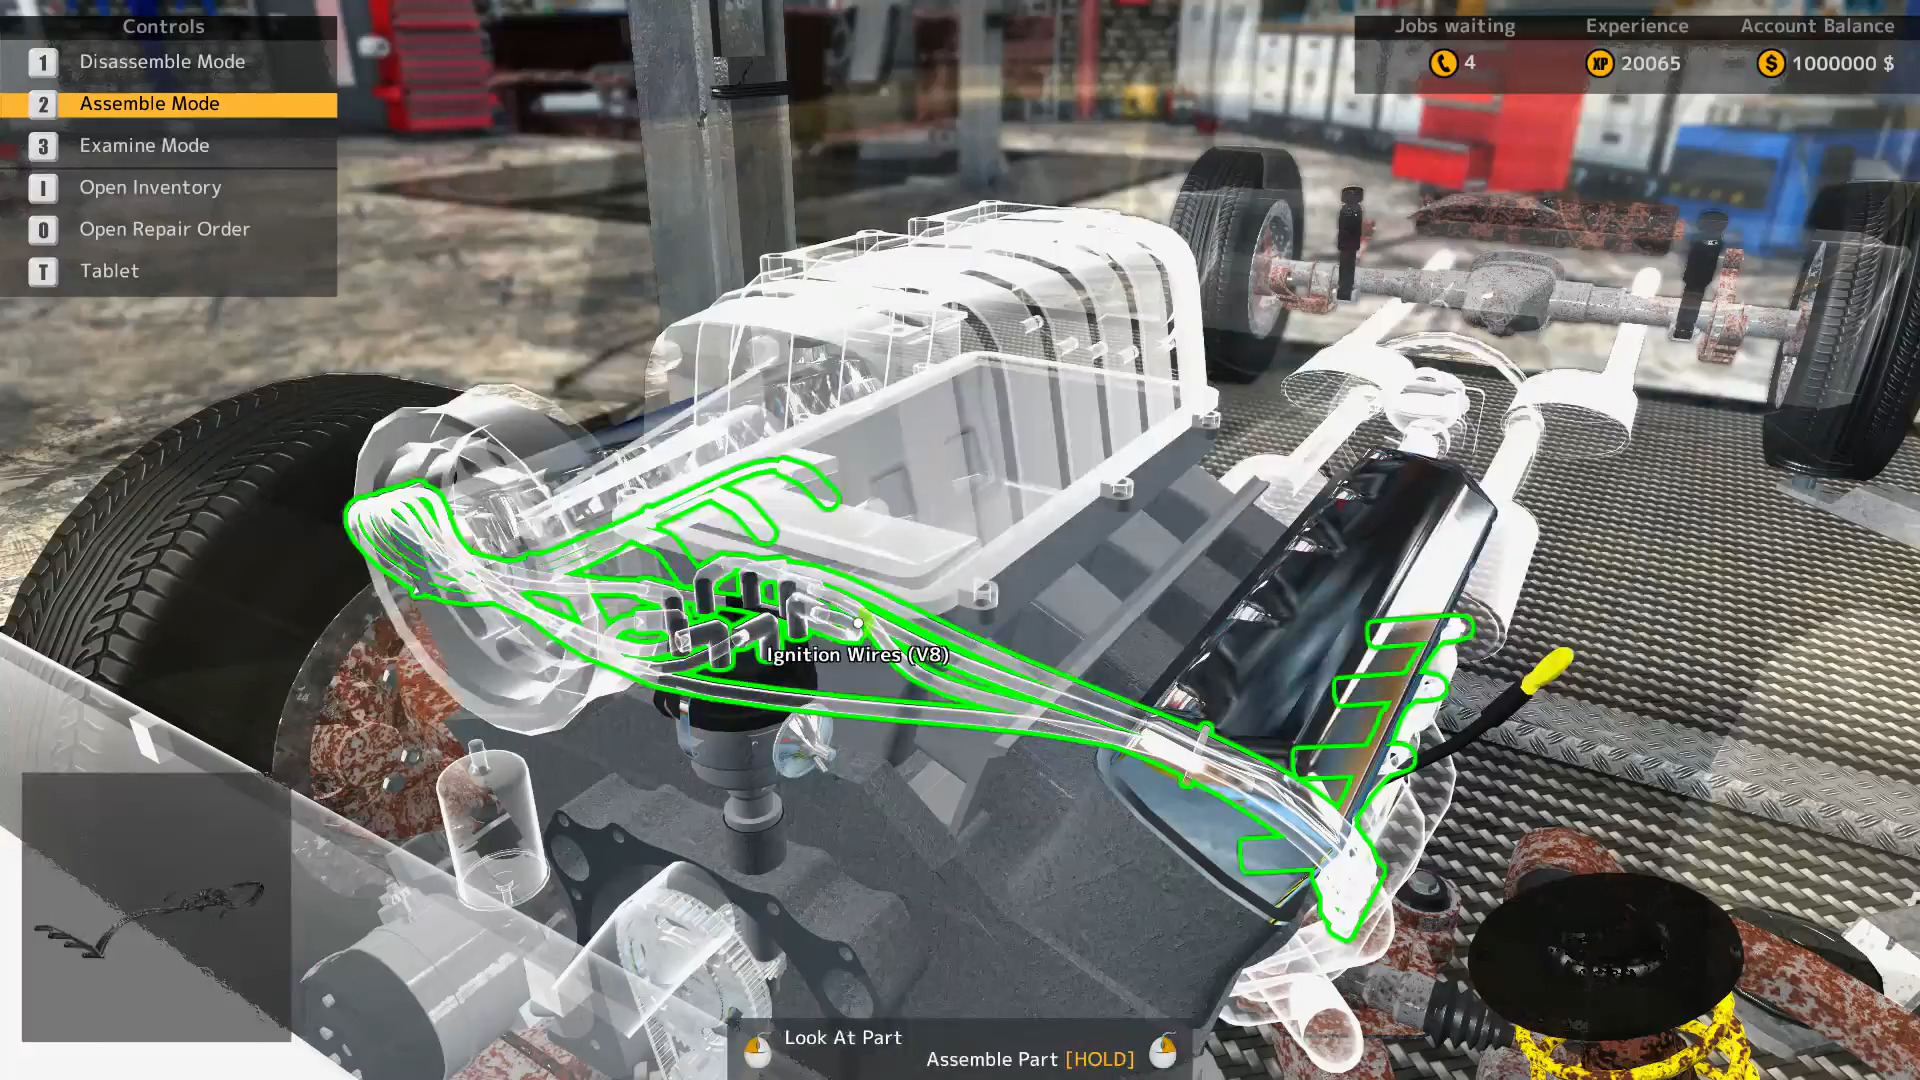 Controls
1 Disassemble Mode
2 Assemble Mode
3 Examine Mode
I Open Inventory
O Open Repair Order
T Tablet
Jobs waiting Experience Account Balance
4 XP 20065 $ 1000000 $
Ignition Wires (V8)
Look At Part
Assemble Part [HOLD]